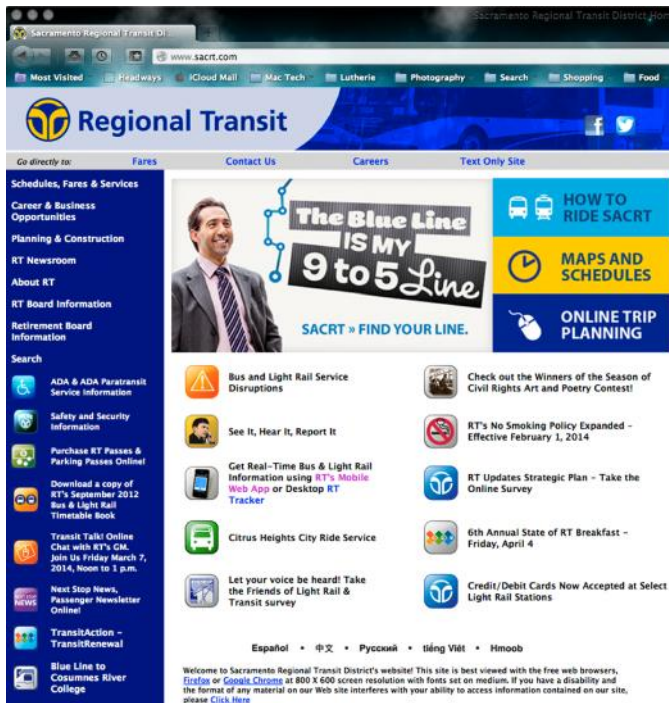 Sacramento Regional Transit District Hom
Sacramento Regional Transit Di...
www.sacrt.com
Most Visited
Headways
iCloud Mail
Mac Tech
Lutherie
Photography
Search
Shopping
Food
Regional Transit
Go directly to:
Fares
Contact Us
Careers
Text Only Site
Schedules, Fares & Services
Career & Business
Opportunities
Planning & Construction
RT Newsroom
About RT
RT Board Information
Retirement Board
Information
Search
ADA & ADA Paratransit
Service Information
Safety and Security
Information
Purchase RT Passes &
Parking Passes Online!
Download a copy of
RT's September 2012
Bus & Light Rail
Timetable Book
Transit Talk! Online
Chat with RT's GM.
Join Us Friday March 7,
2014, Noon to 1 p.m.
NEWS
Next Stop News,
Passenger Newsletter
Online!
TransitAction –
TransitRenewal
Blue Line to
Cosumnes River
College
The Blue Line
IS MY
9 to 5 Line
SACRT » FIND YOUR LINE.
HOW TO
RIDE SACRT
MAPS AND
SCHEDULES
ONLINE TRIP
PLANNING
Bus and Light Rail Service
Disruptions
See It, Hear It, Report It
Get Real-Time Bus & Light Rail
Information using RT's Mobile
Web App or Desktop RT
Tracker
Citrus Heights City Ride Service
Let your voice be heard! Take
the Friends of Light Rail &
Transit survey
Check out the Winners of the Season of
Civil Rights Art and Poetry Contest!
RT's No Smoking Policy Expanded –
Effective February 1, 2014
RT Updates Strategic Plan – Take the
Online Survey
6th Annual State of RT Breakfast –
Friday, April 4
Credit/Debit Cards Now Accepted at Select
Light Rail Stations
Español • 中文 • Русский • tiếng Việt • Hmoob
Welcome to Sacramento Regional Transit District's website! This site is best viewed with the free web browsers,
Firefox or Google Chrome at 800 X 600 screen resolution with fonts set on medium. If you have a disability and
the format of any material on our Web site interferes with your ability to access information contained on our site,
please Click Here